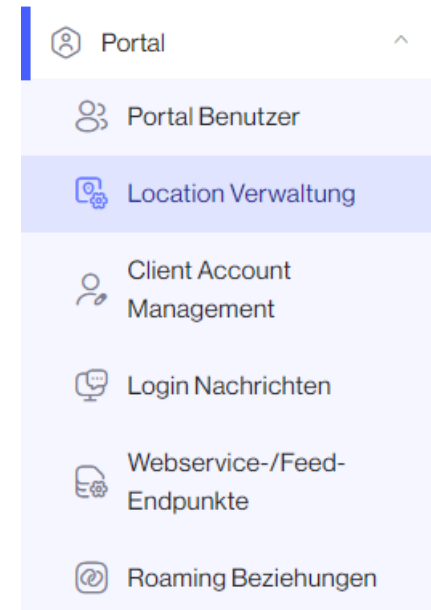 Portal
Portal Benutzer
Location Verwaltung
Client Account
Management
Login Nachrichten
Webservice-/Feed-
Endpunkte
Roaming Beziehungen